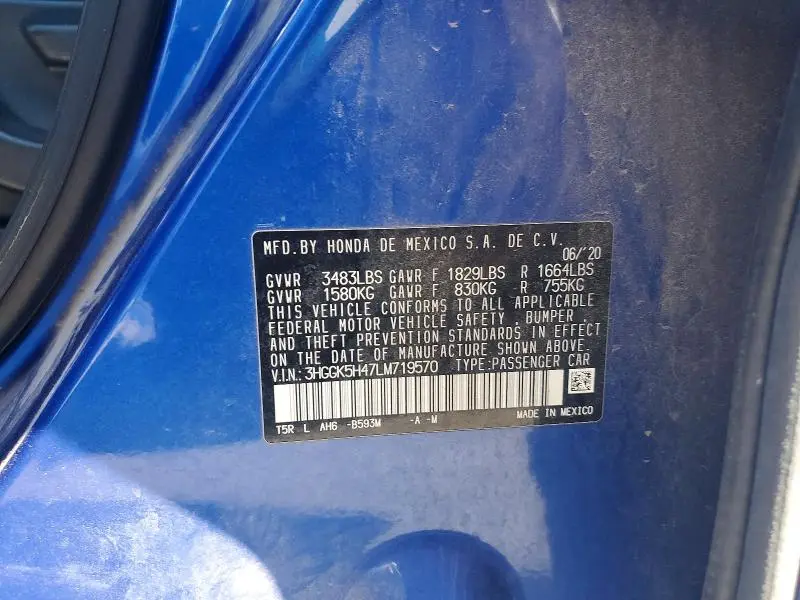 MFD.BY HONDA DE MEXICO S.A. DE C.V.
06/'20
GVWR 3483LBS GAWR F 1829LBS R 1664LBS
GVWR 1580KG GAWR F 830KG R 755KG
THIS VEHICLE CONFORMS TO ALL APPLICABLE
FEDERAL MOTOR VEHICLE SAFETY, BUMPER,
AND THEFT PREVENTION STANDARDS IN EFFECT
ON THE DATE OF MANUFACTURE SHOWN ABOVE.
V.I.N.:3HGGK5H47LM719570 TYPE:PASSENGER CAR
T5R L AH6 -B593M -A -M MADE IN MEXICO